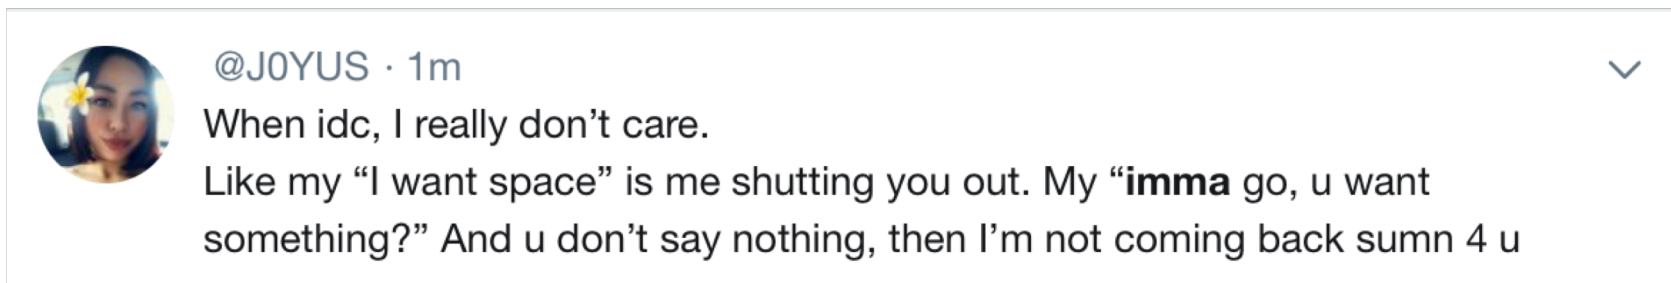 @J0YUS · 1m
When idc, I really don’t care.
Like my “I want space” is me shutting you out. My “imma go, u want
something?” And u don’t say nothing, then I’m not coming back sumn 4 u